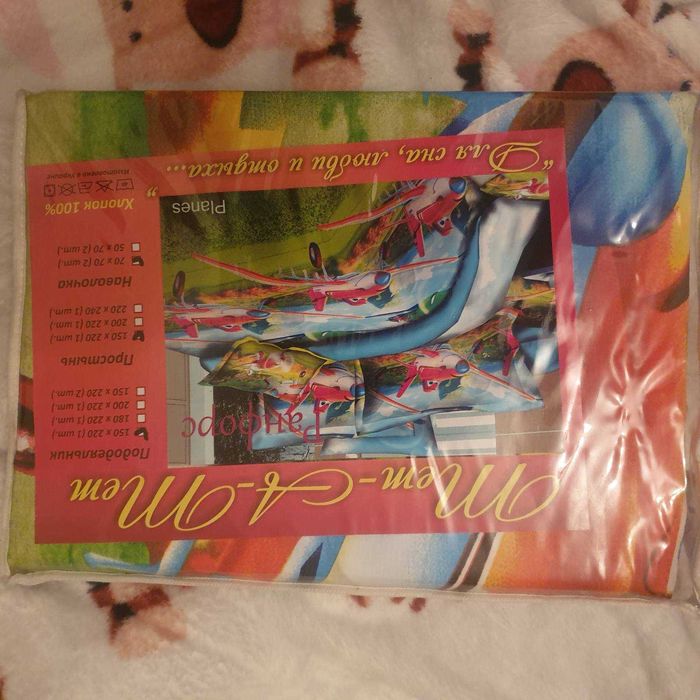 Тет-А-Тет
Ранфорс
Пододеяльник
150 х 220 (1 шт.)
180 х 220 (1 шт.)
200 х 220 (1 шт.)
150 х 220 (2 шт.)
Простынь
150 х 220 (1 шт.)
200 х 220 (1 шт.)
220 х 240 (1 шт.)
Наволочка
70 х 70 (2 шт.)
50 х 70 (2 шт.)
Хлопок 100%
Изготовлено в Украине
Planes
"Для сна, любви и отдыха..."